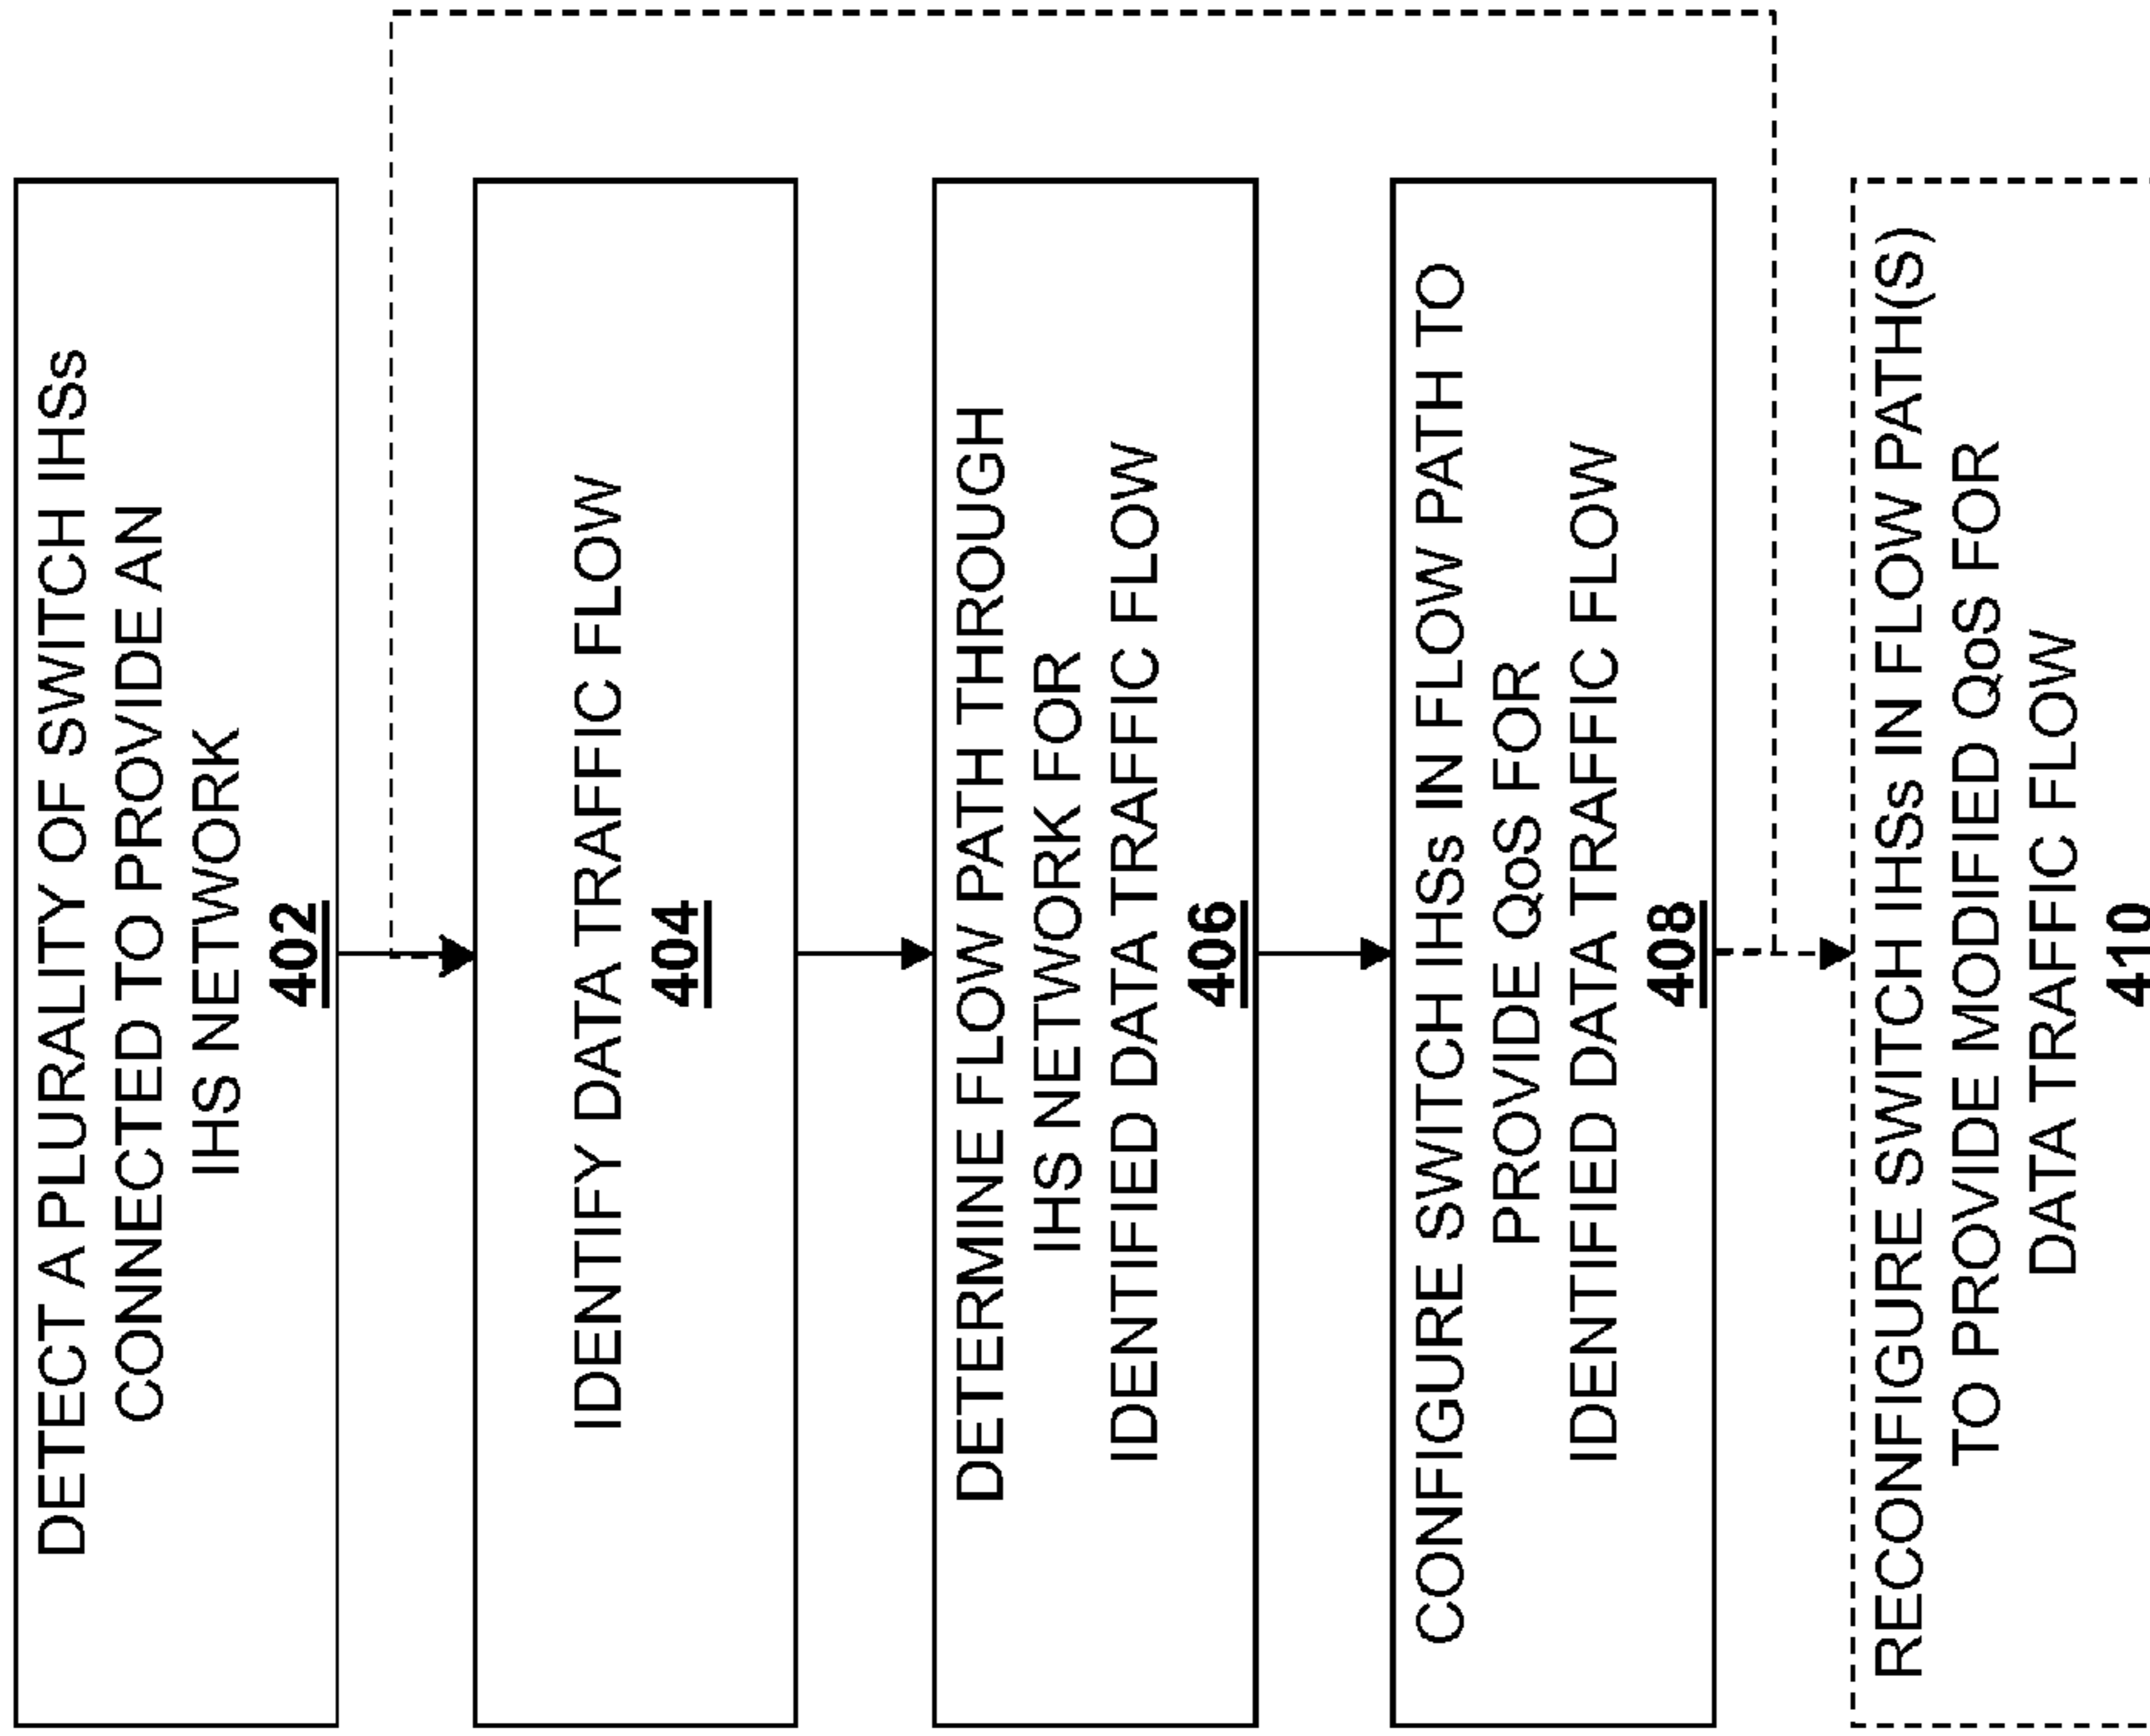 DETECT A PLURALITY OF SWITCH IHSs
CONNECTED TO PROVIDE AN
IHS NETWORK
402
IDENTIFY DATA TRAFFIC FLOW
404
DETERMINE FLOW PATH THROUGH
IHS NETWORK FOR
IDENTIFIED DATA TRAFFIC FLOW
406
CONFIGURE SWITCH IHSs IN FLOW PATH TO
PROVIDE QoS FOR
IDENTIFIED DATA TRAFFIC FLOW
408
RECONFIGURE SWITCH IHSs IN FLOW PATH(S)
TO PROVIDE MODIFIED QoS FOR
DATA TRAFFIC FLOW
410